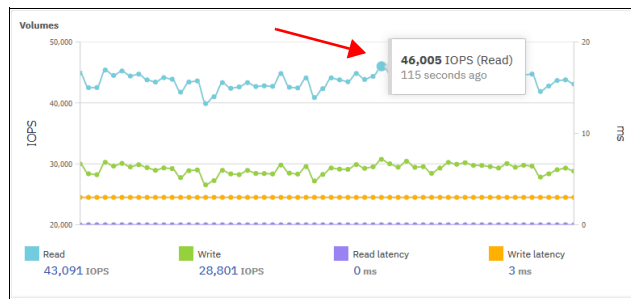 Volumes
50,000
20
46,005 IOPS (Read)
115 seconds ago
40,000
10
IOPS
ms
30,000
20,000
0
Read
Write
Read latency
Write latency
43,091 IOPS
28,801 IOPS
0 ms
3 ms